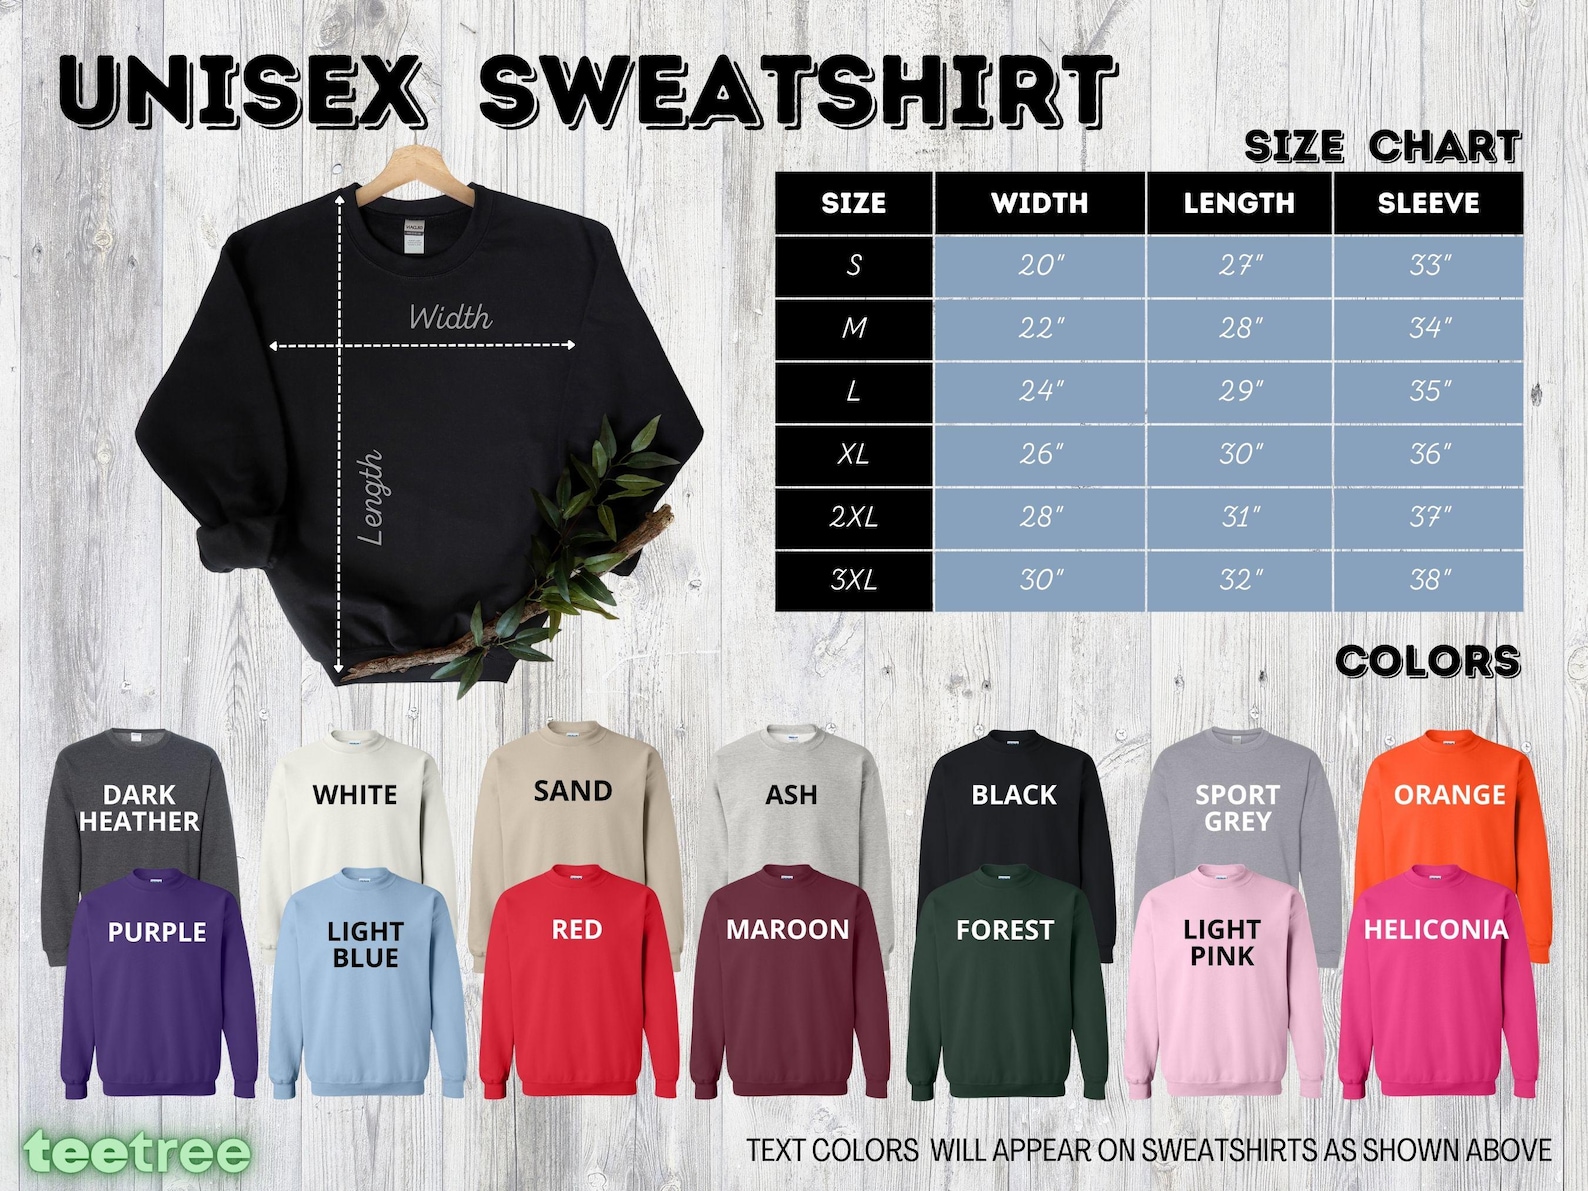 UNISEX SWEATSHIRT
SIZE CHART
SIZE WIDTH LENGTH SLEEVE
S 20" 27" 33"
M 22" 28" 34"
L 24" 29" 35"
XL 26" 30" 36"
2XL 28" 31" 37"
3XL 30" 32" 38"
Width
Length
COLORS
DARK
HEATHER
WHITE
SAND
ASH
BLACK
SPORT
GREY
ORANGE
PURPLE
LIGHT
BLUE
RED
MAROON
FOREST
LIGHT
PINK
HELICONIA
teetree
TEXT COLORS WILL APPEAR ON SWEATSHIRTS AS SHOWN ABOVE